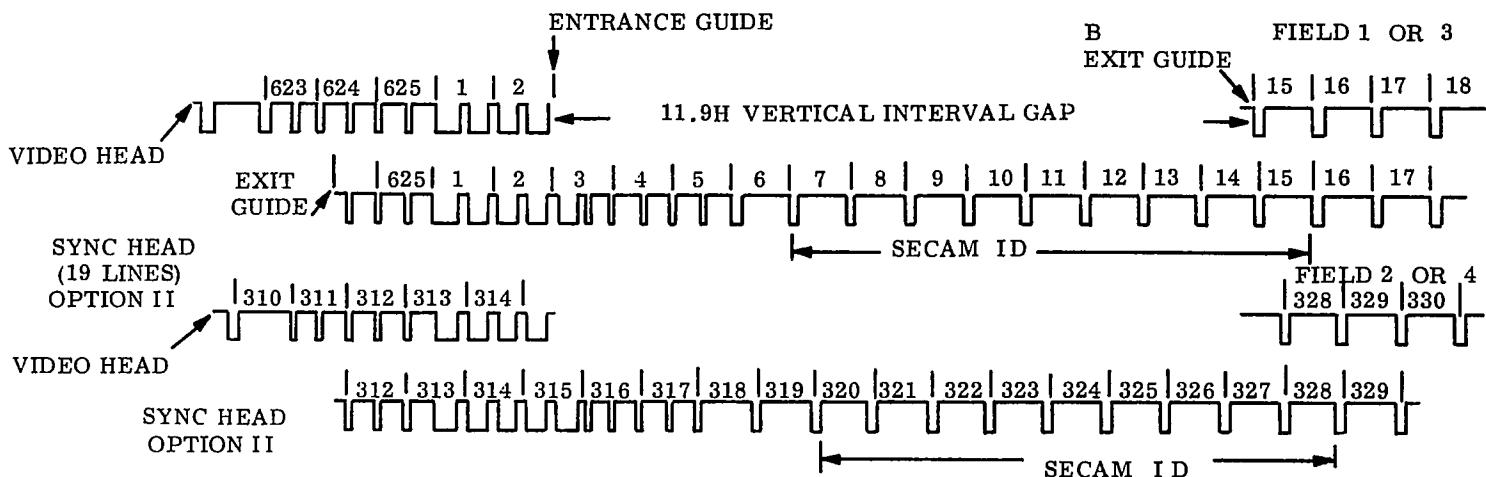 ENTRANCE GUIDE
B
EXIT GUIDE
FIELD 1 OR 3
623 624 625 1 2
11.9H VERTICAL INTERVAL GAP
15 16 17 18
VIDEO HEAD
EXIT
GUIDE
625 1 2 3 4 5 6 7 8 9 10 11 12 13 14 15 16 17
SECAM ID
SYNC HEAD
(19 LINES)
OPTION II
FIELD 2 OR 4
310 311 312 313 314
328 329 330 4
VIDEO HEAD
312 313 314 315 316 317 318 319 320 321 322 323 324 325 326 327 328 329
SYNC HEAD
OPTION II
SECAM ID